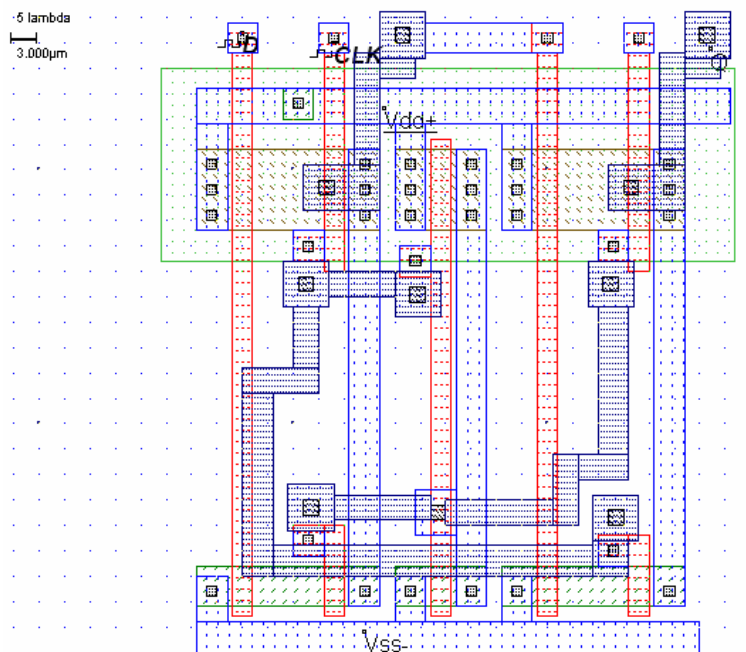 5 lambda
3.000μm
D
CLK
Q
Vdd+
Vss-